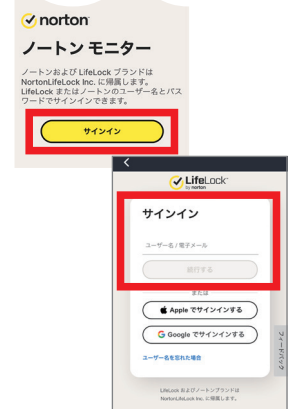 norton
ノートン モニター
ノートンおよび LifeLock ブランドは
NortonLifeLock Inc. に帰属します。
LifeLock またはノートンのユーザー名とパス
ワードでサインインできます。
サインイン
LifeLock
by norton
サインイン
ユーザー名 / 電子メール
続行する
または
Apple でサインインする
G Google でサインインする
ユーザー名を忘れた場合
フィードバック
LifeLock およびノートンブランドは
NortonLifeLock Inc. に帰属します。